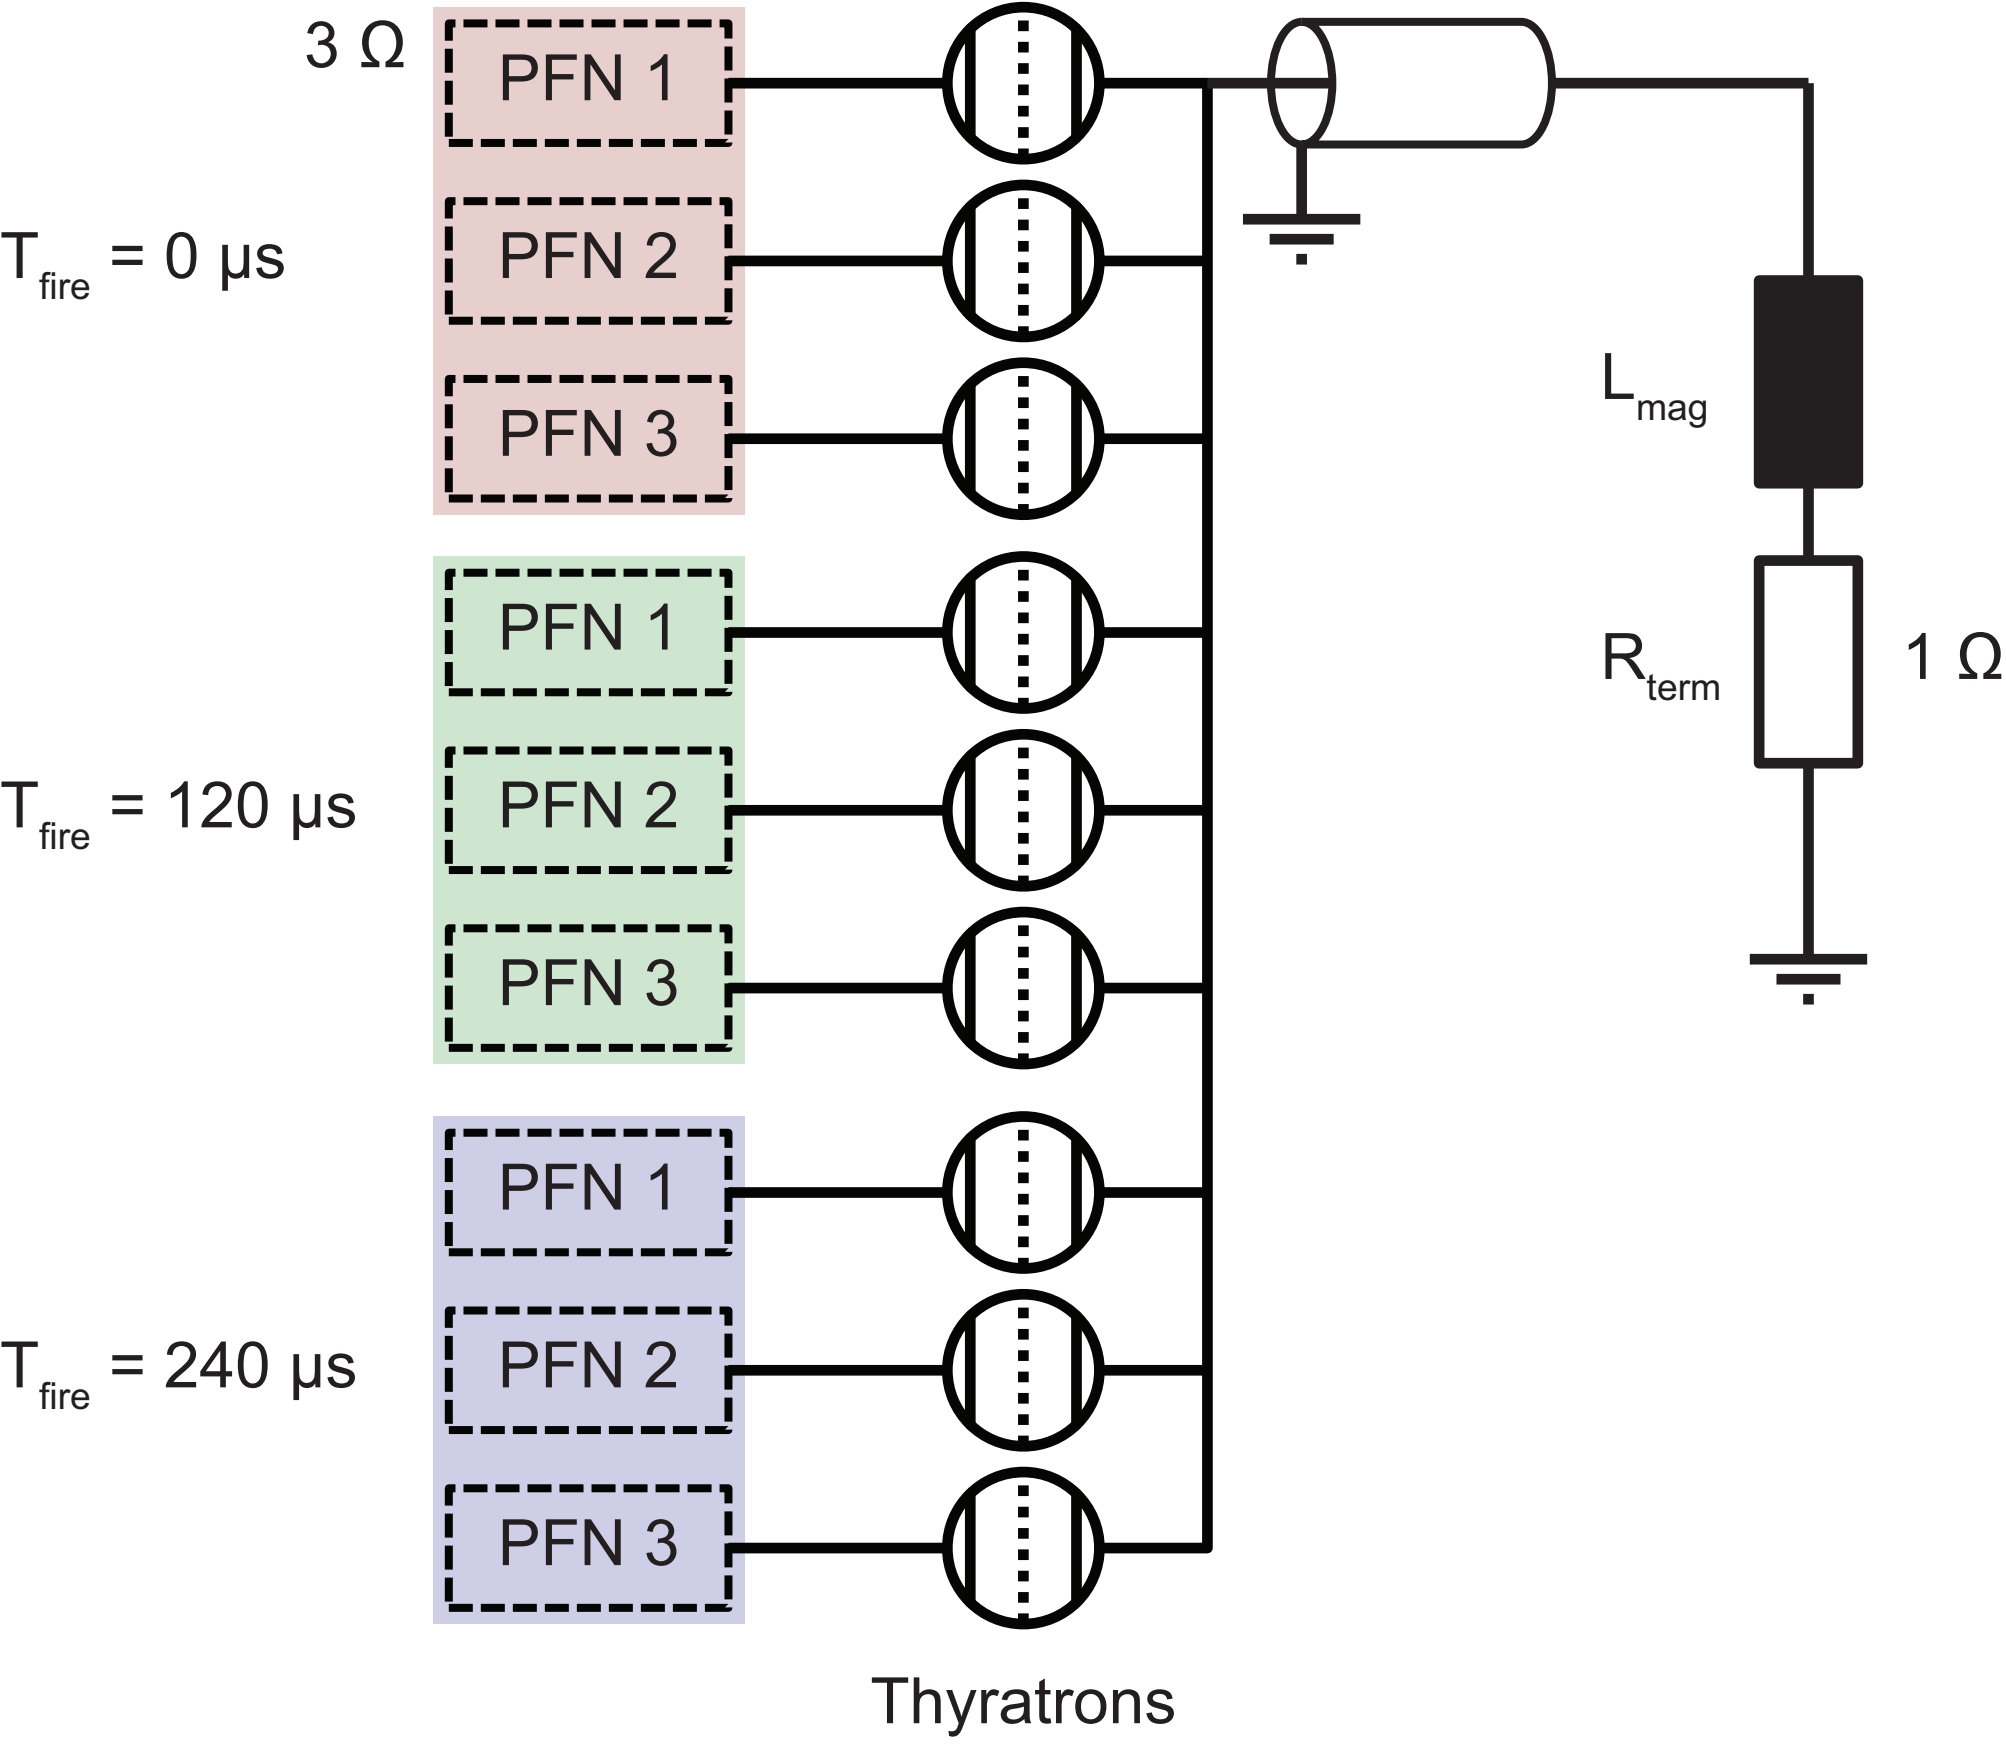 3 Ω
PFN 1
PFN 2
T_fire = 0 µs
PFN 3
L_mag
PFN 1
R_term
1 Ω
PFN 2
T_fire = 120 µs
PFN 3
PFN 1
PFN 2
T_fire = 240 µs
PFN 3
Thyratrons